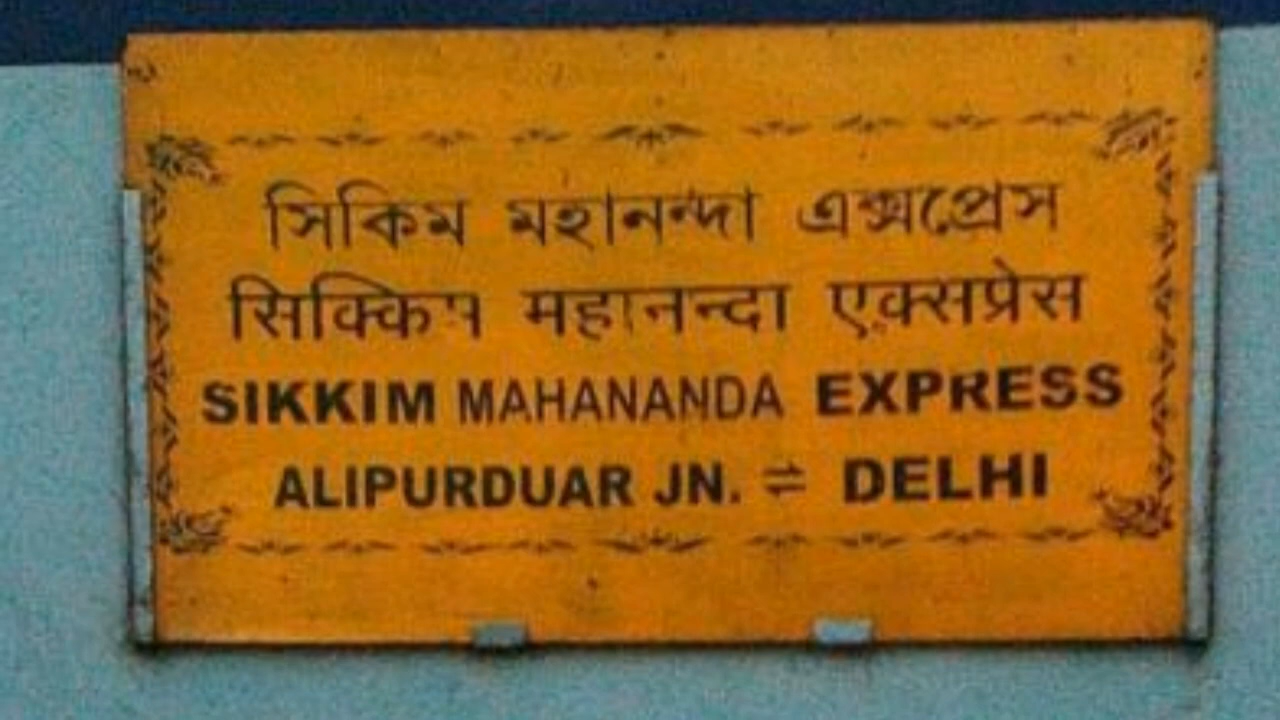 সিকিম মহানন্দা এক্সপ্রেস
सिक्किम महानन्दा एक्सप्रेस
SIKKIM MAHANANDA EXPRESS
ALIPURDUAR JN. ⇌ DELHI